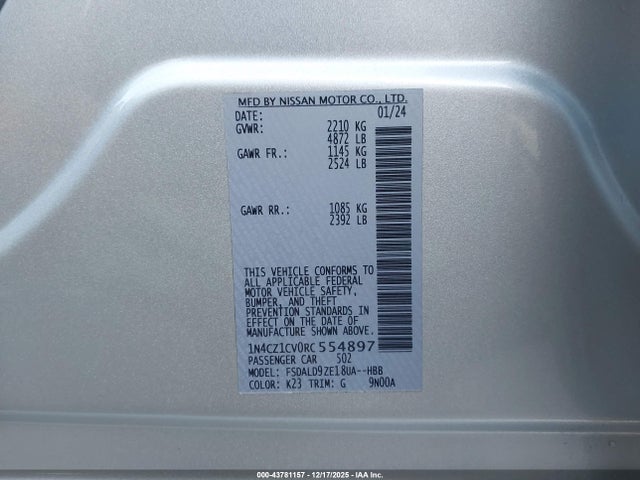 MFD BY NISSAN MOTOR CO., LTD.
DATE: 01/24
GVWR: 2210 KG
4872 LB
GAWR FR.: 1145 KG
2524 LB
GAWR RR.: 1085 KG
2392 LB
THIS VEHICLE CONFORMS TO
ALL APPLICABLE FEDERAL
MOTOR VEHICLE SAFETY,
BUMPER, AND THEFT
PREVENTION STANDARDS IN
EFFECT ON THE DATE OF
MANUFACTURE SHOWN ABOVE.
1N4CZ1CV0RC554897
PASSENGER CAR 502
MODEL: FSDALD9ZE18UA--HBB
COLOR: K23 TRIM: G 9N00A
000-43781157 | 12/17/2025 - IAA Inc.